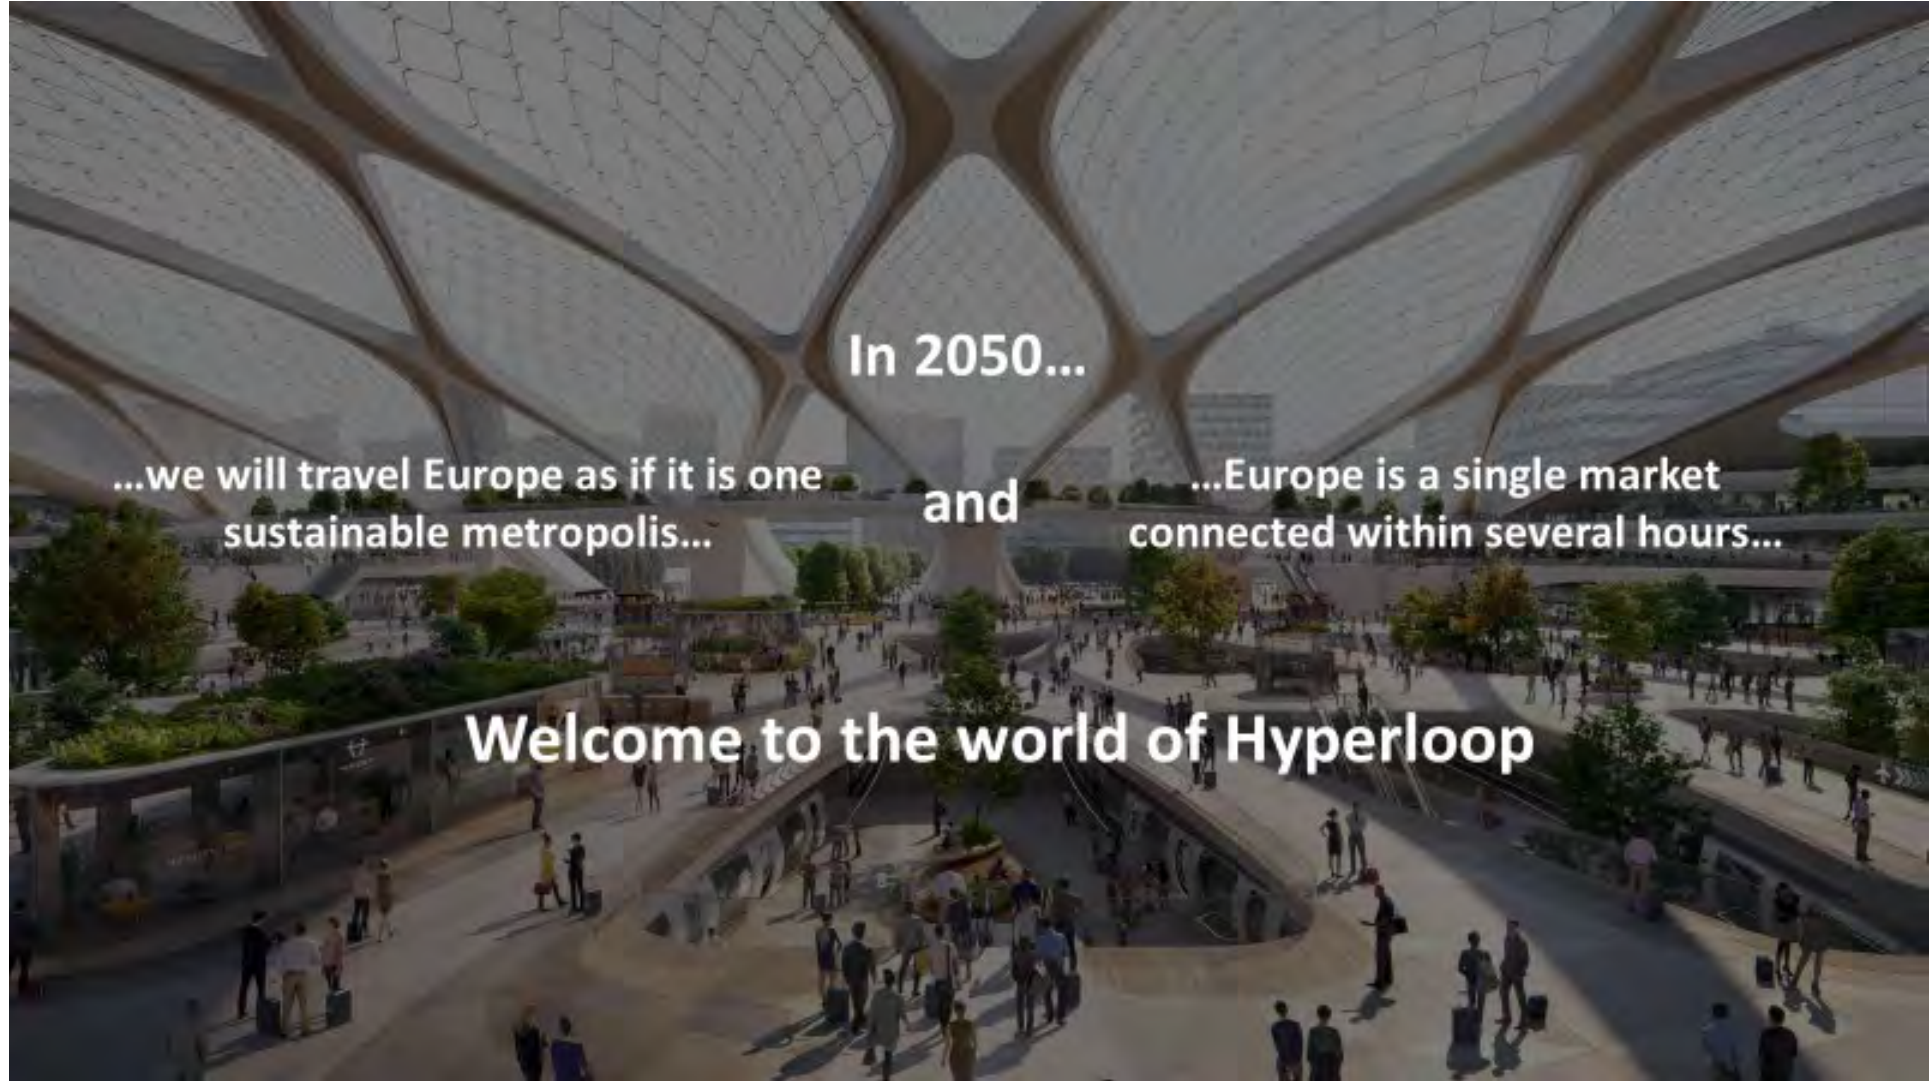 In 2050...
...we will travel Europe as if it is one
sustainable metropolis...
and
...Europe is a single market
connected within several hours...
Welcome to the world of Hyperloop